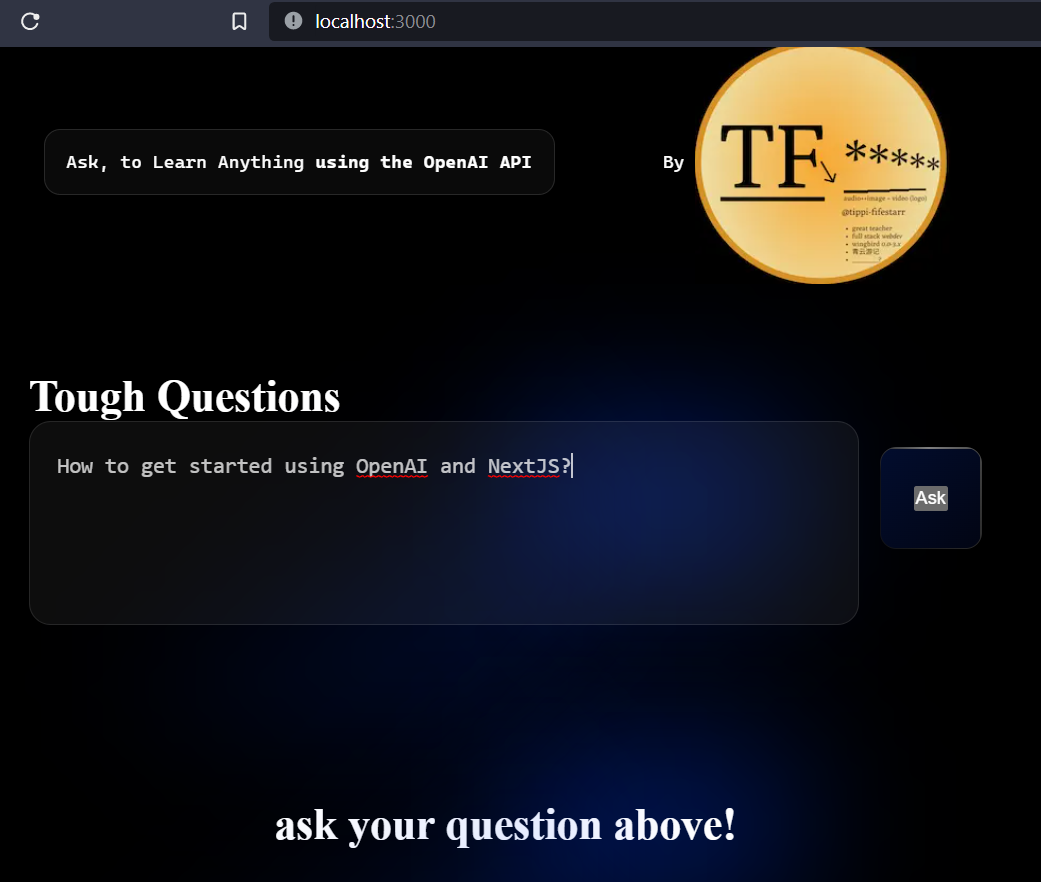 localhost:3000
Ask, to Learn Anything using the OpenAI API
By
TF
*****
audio++image - video (logo)
@tippi-fifestarr
• great teacher
• full stack webdev
Tough Questions
How to get started using OpenAI and NextJS?
Ask
ask your question above!